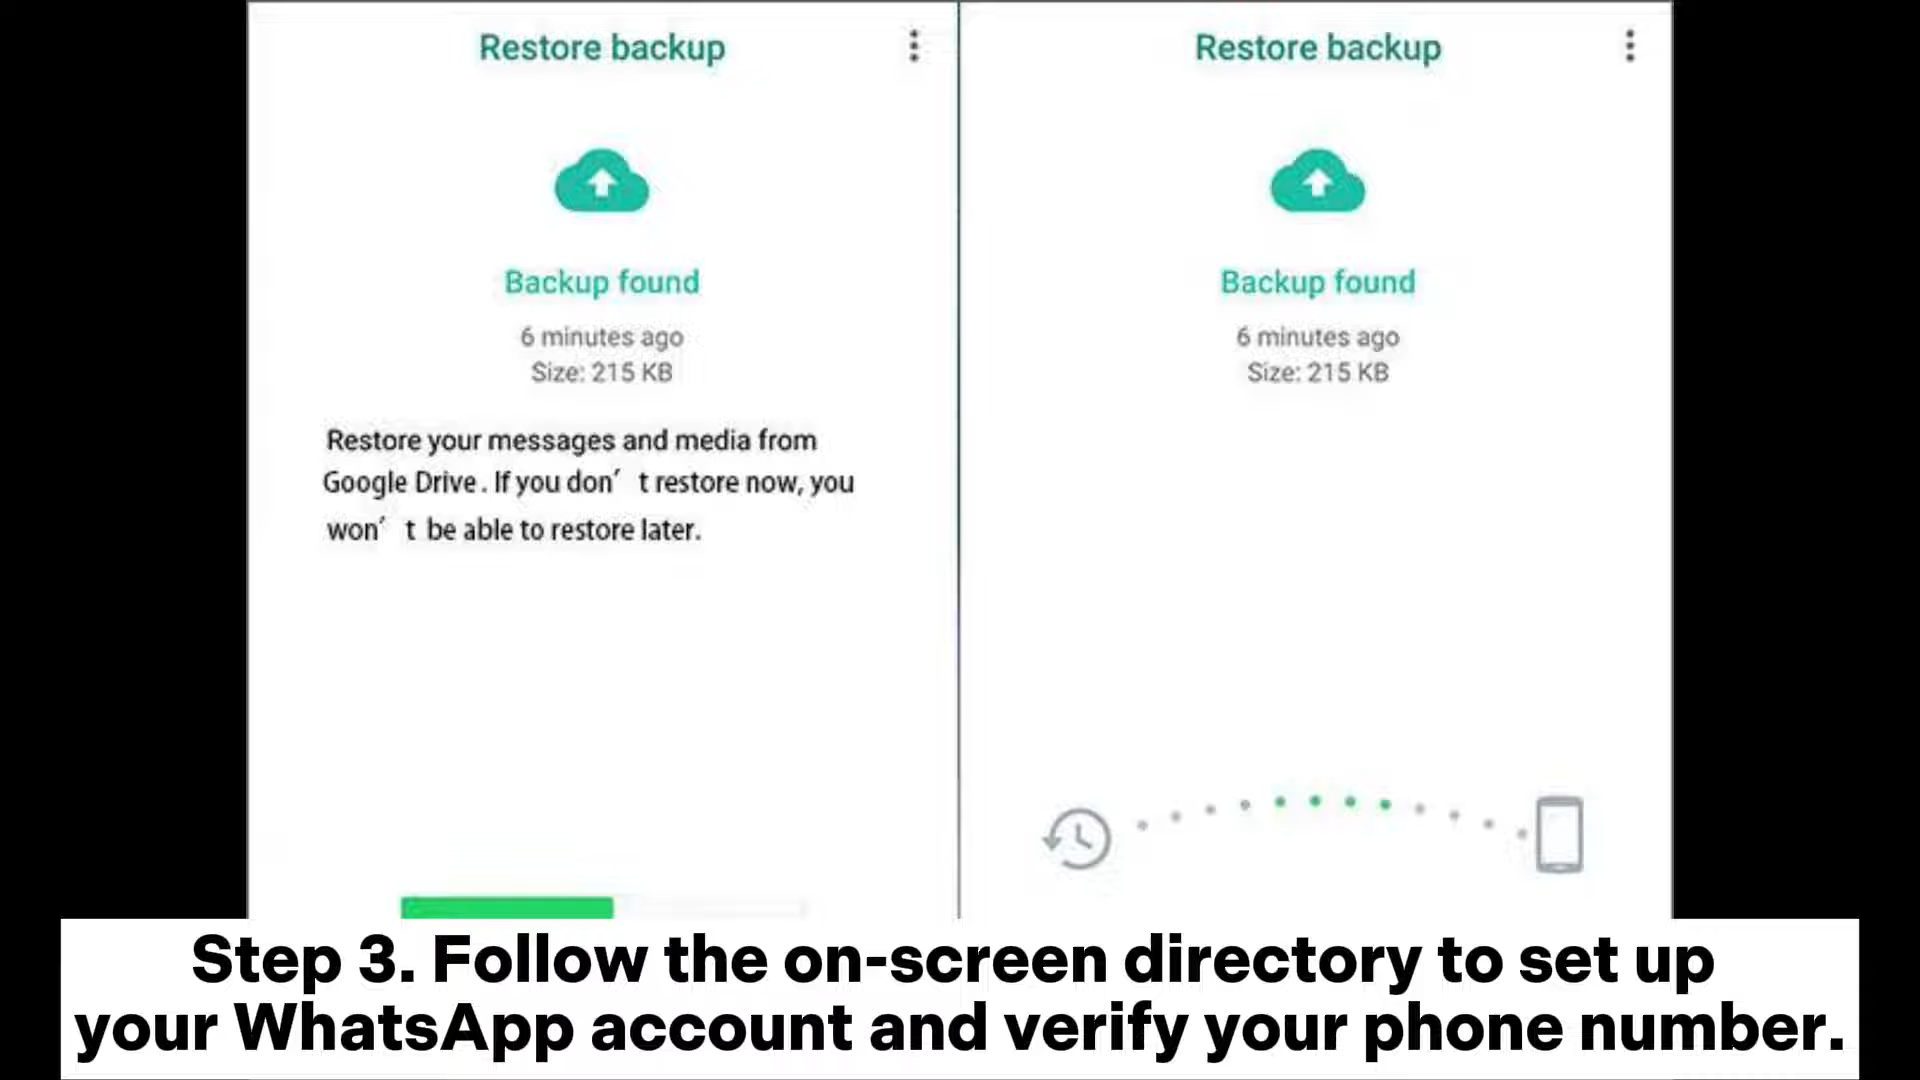 Restore backup
Backup found
6 minutes ago
Size: 215 KB
Restore your messages and media from
Google Drive. If you don′ t restore now, you
won′ t be able to restore later.
Restore backup
Backup found
6 minutes ago
Size: 215 KB
Step 3. Follow the on-screen directory to set up
your WhatsApp account and verify your phone number.